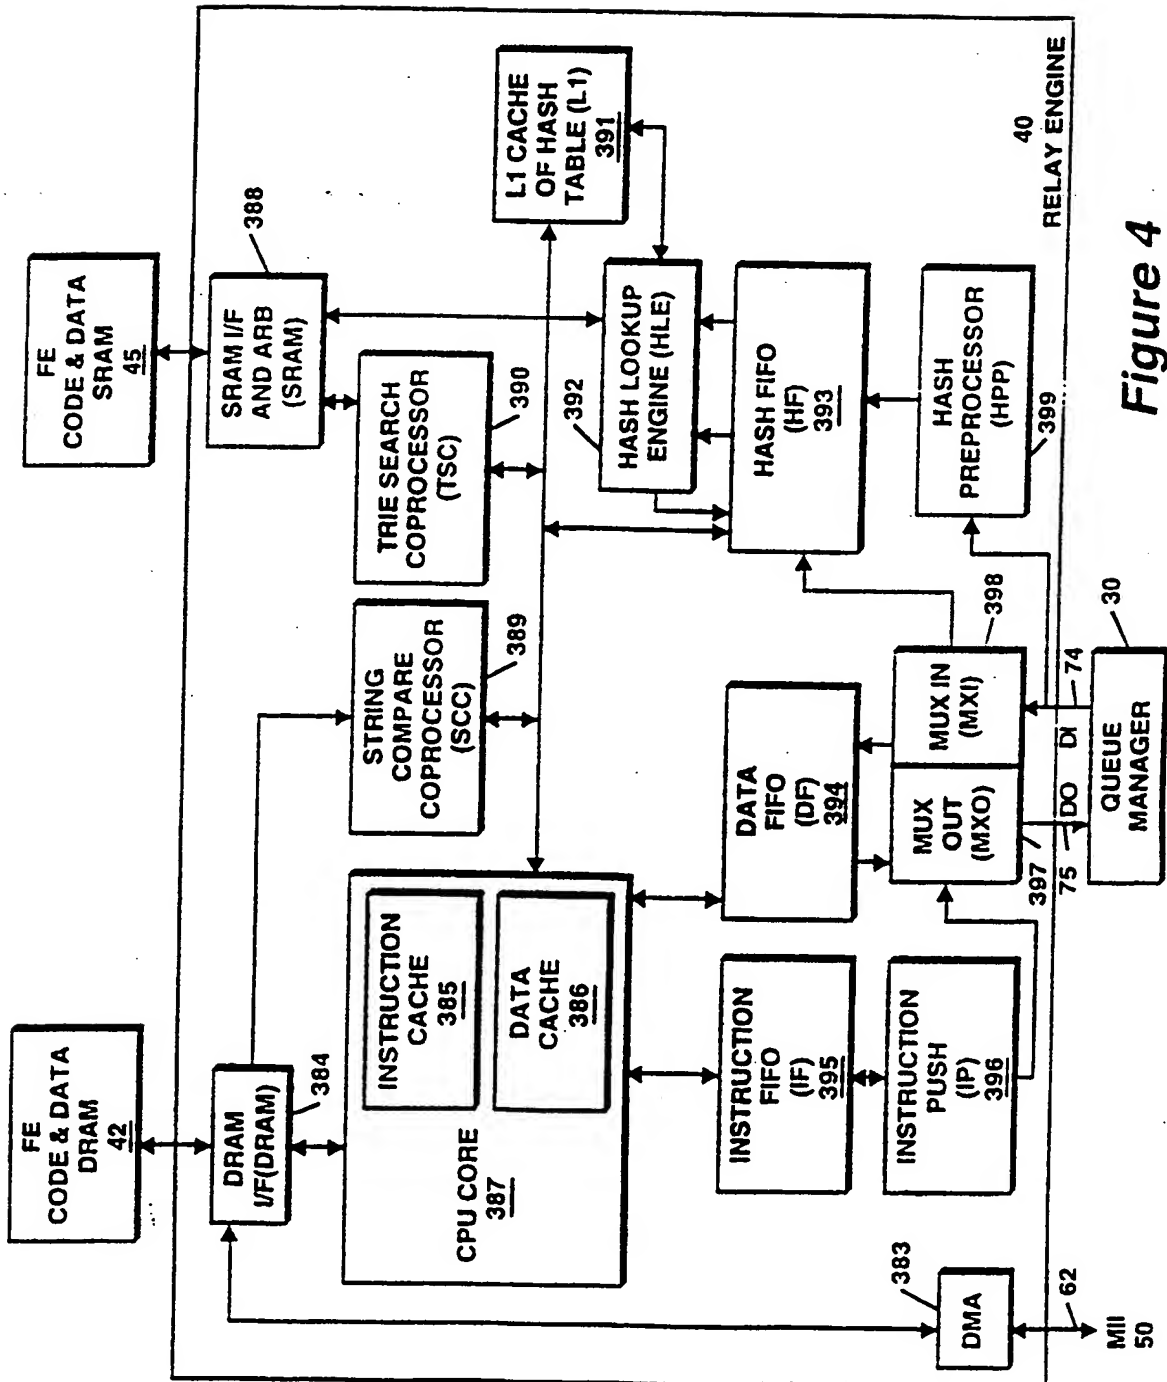 FE
CODE & DATA
DRAM
42
FE
CODE & DATA
SRAM
45
DRAM
I/F(DRAM)
384
SRAM I/F
AND ARB
(SRAM)
388
STRING
COMPARE
COPROCESSOR
(SCC)
389
TRIE SEARCH
COPROCESSOR
(TSC)
390
L1 CACHE
OF HASH
TABLE (L1)
391
INSTRUCTION
CACHE
385
DATA
CACHE
386
CPU CORE
387
392
HASH LOOKUP
ENGINE (HLE)
INSTRUCTION
FIFO
(IF)
395
DATA
FIFO
(DF)
394
HASH FIFO
(HF)
393
INSTRUCTION
PUSH
(IP)
396
MUX
OUT
(MXO)
397
MUX IN
(MXI)
398
HASH
PREPROCESSOR
(HPP)
399
383
DMA
62
MII
50
75
DO
DI
74
QUEUE
MANAGER
30
40
RELAY ENGINE
Figure 4